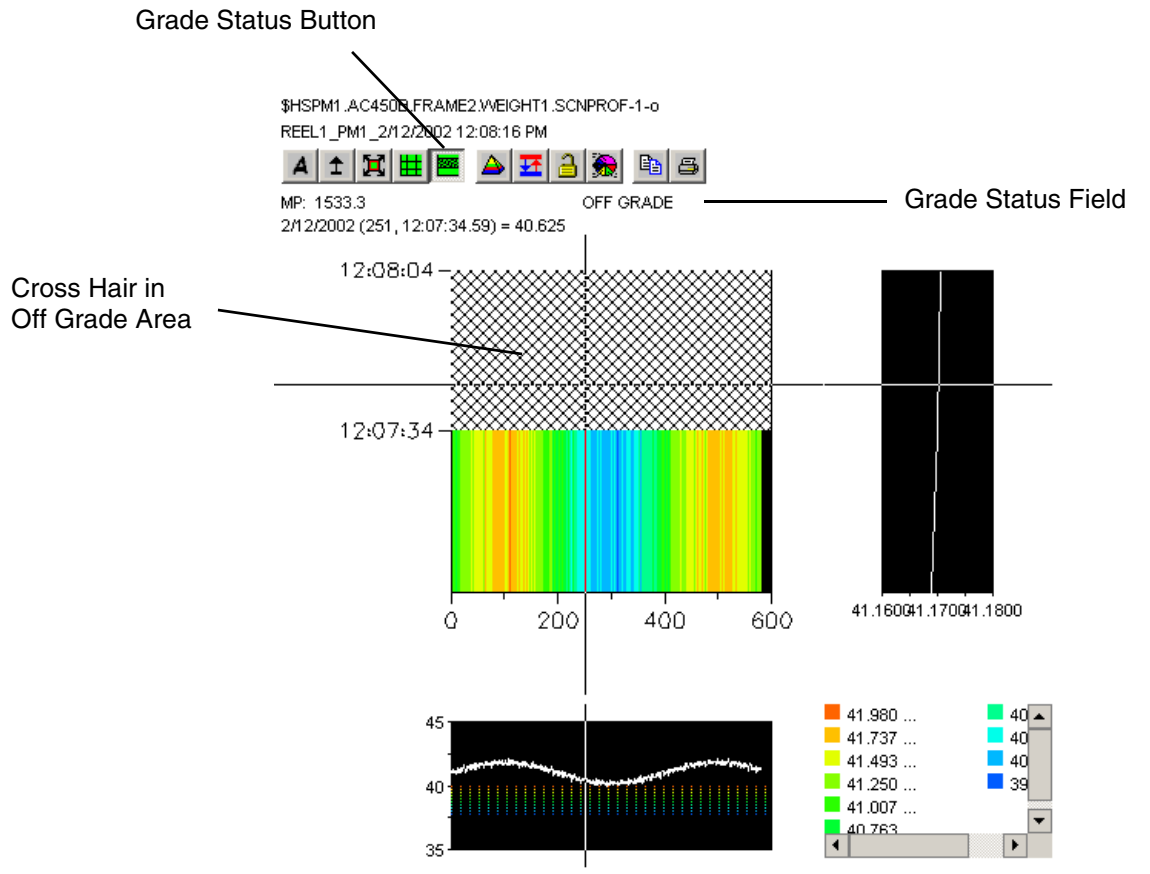 Grade Status Button
$HSPM1.AC450B.FRAME2.WEIGHT1.SCNPROF-1-o
REEL1_PM1_2/12/2002 12:08:16 PM
A
MP: 1533.3
OFF GRADE
Grade Status Field
2/12/2002 (251, 12:07:34.59) = 40.625
12:08:04
Cross Hair in
Off Grade Area
12:07:34
0 200 400 600
41.1600 41.1700 41.1800
45
40
35
41.980 ...
41.737 ...
41.493 ...
41.250 ...
41.007 ...
40.763
40
40
40
39